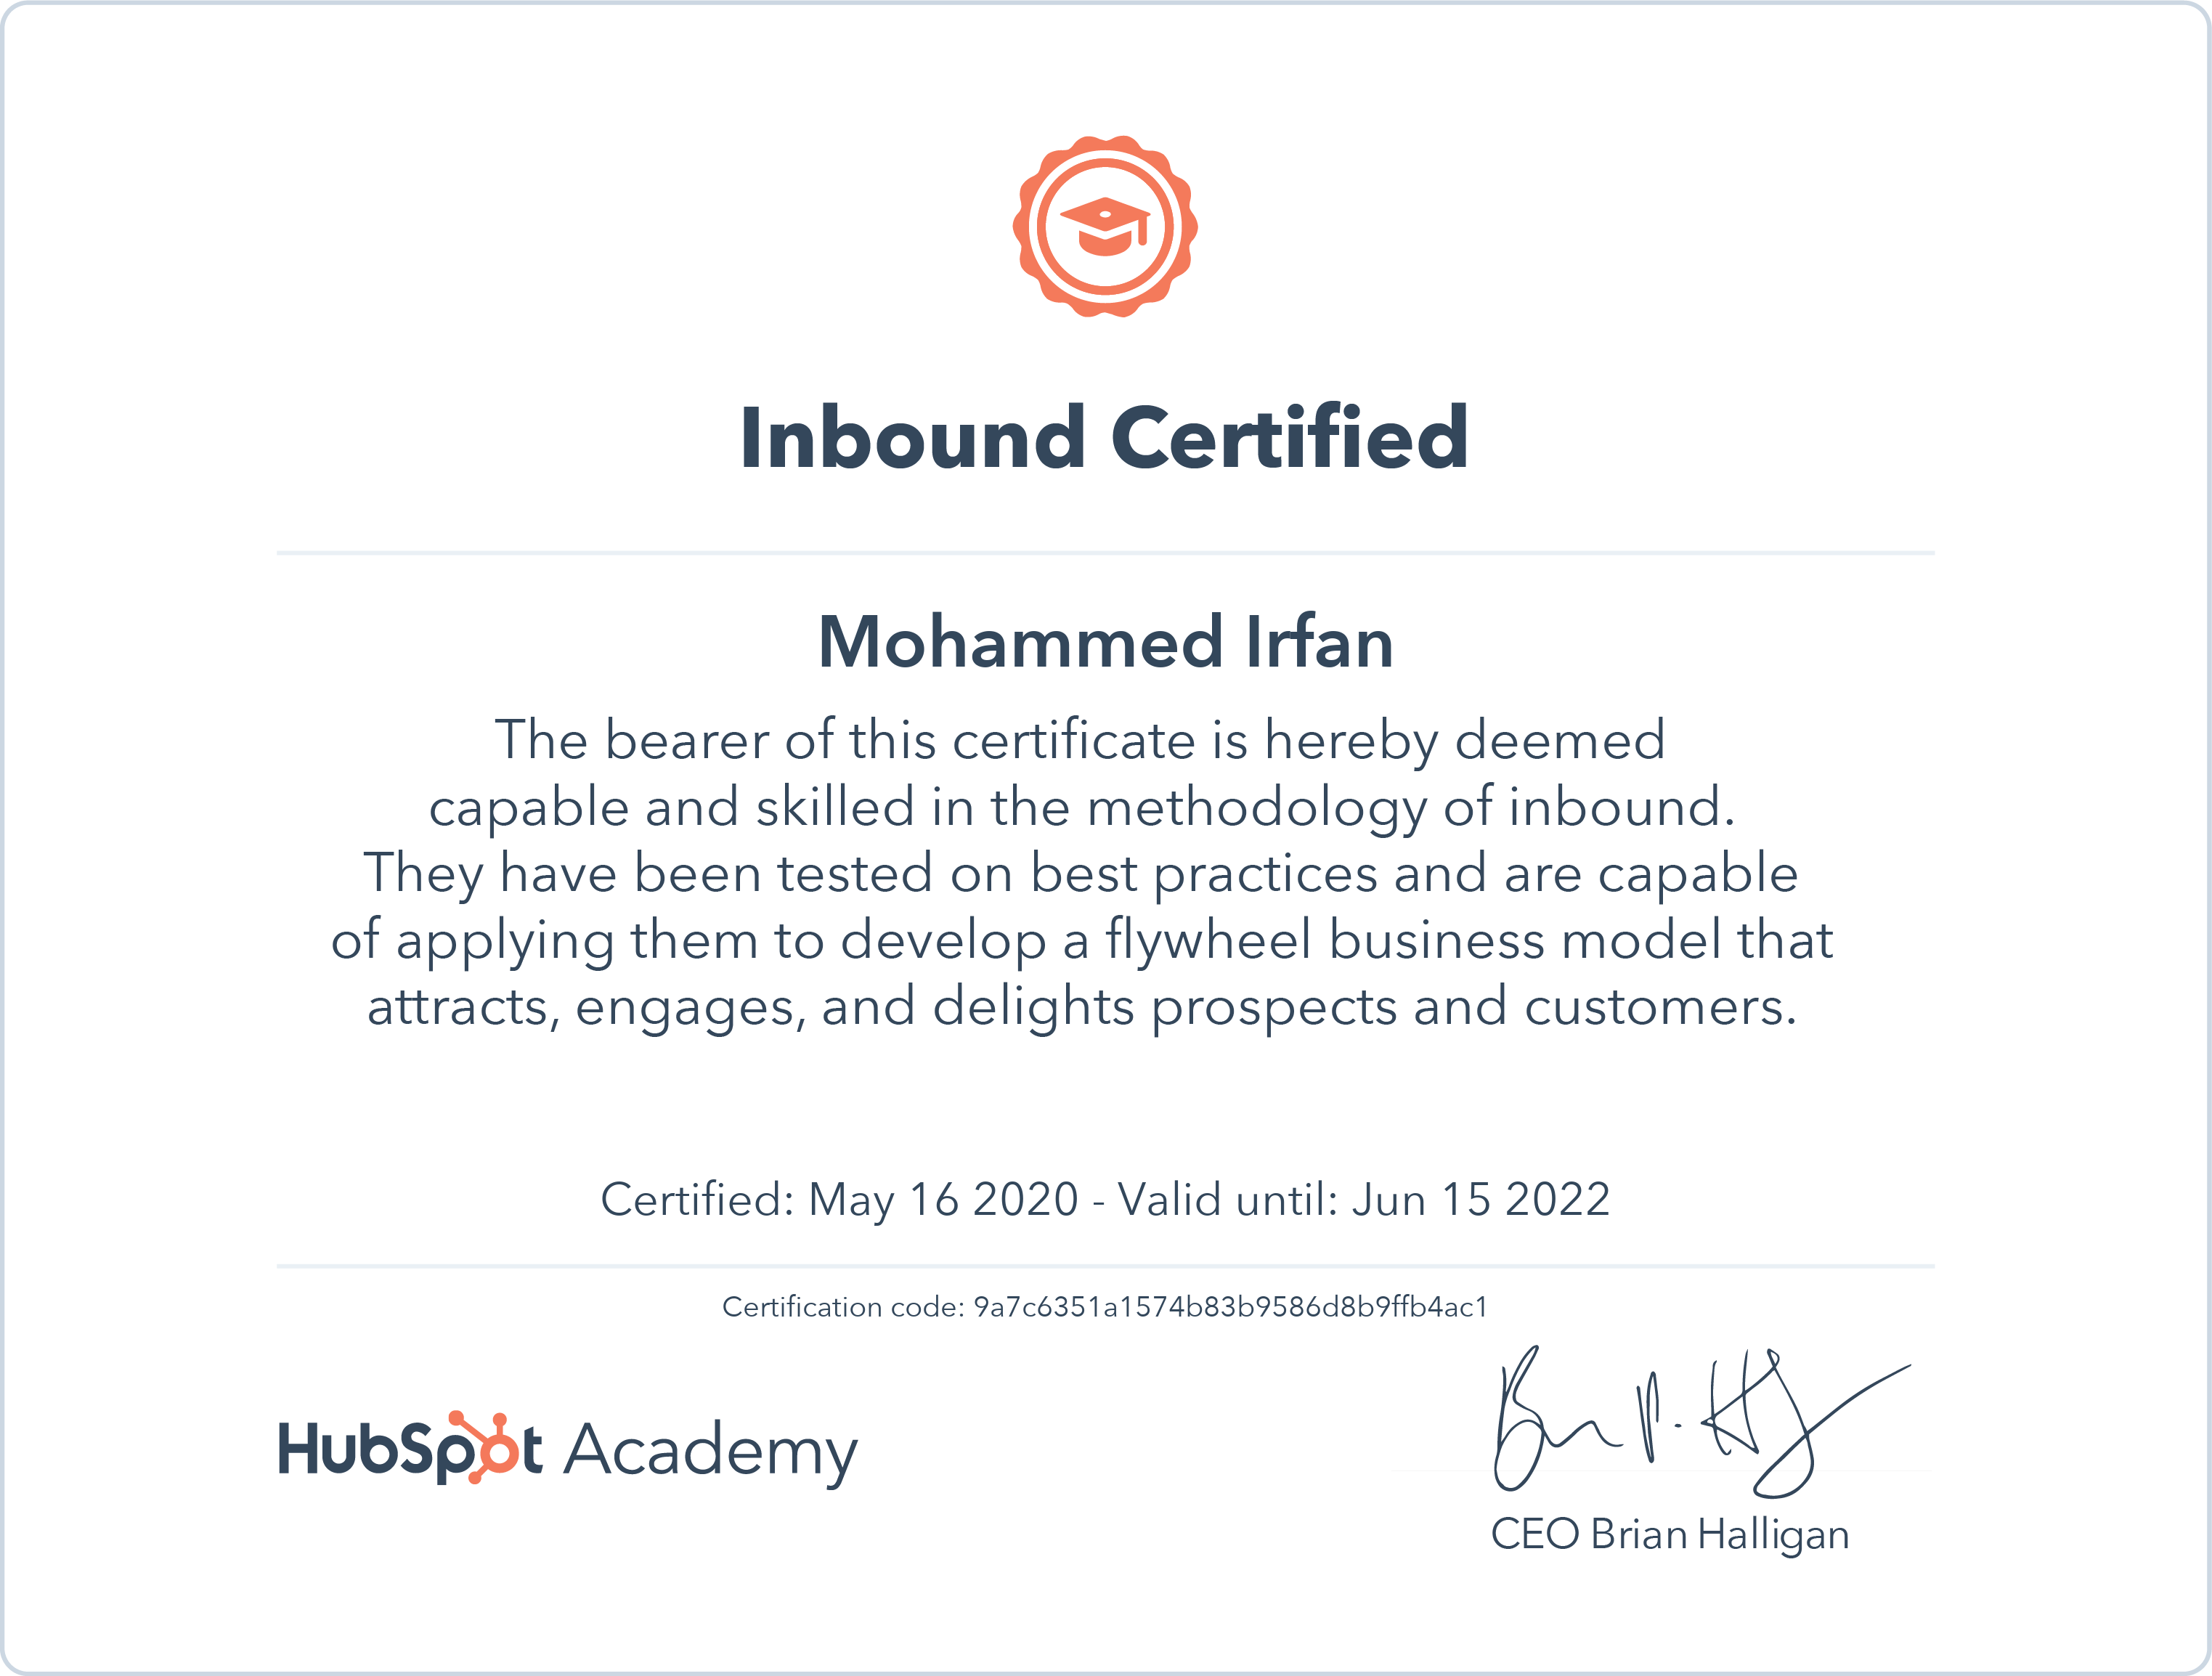 Inbound Certified
Mohammed Irfan
The bearer of this certificate is hereby deemed
capable and skilled in the methodology of inbound.
They have been tested on best practices and are capable
of applying them to develop a flywheel business model that
attracts, engages, and delights prospects and customers.
Certified: May 16 2020 - Valid until: Jun 15 2022
Certification code: 9a7c6351a1574b83b9586d8b9ffb4ac1
HubSpot Academy
CEO Brian Halligan